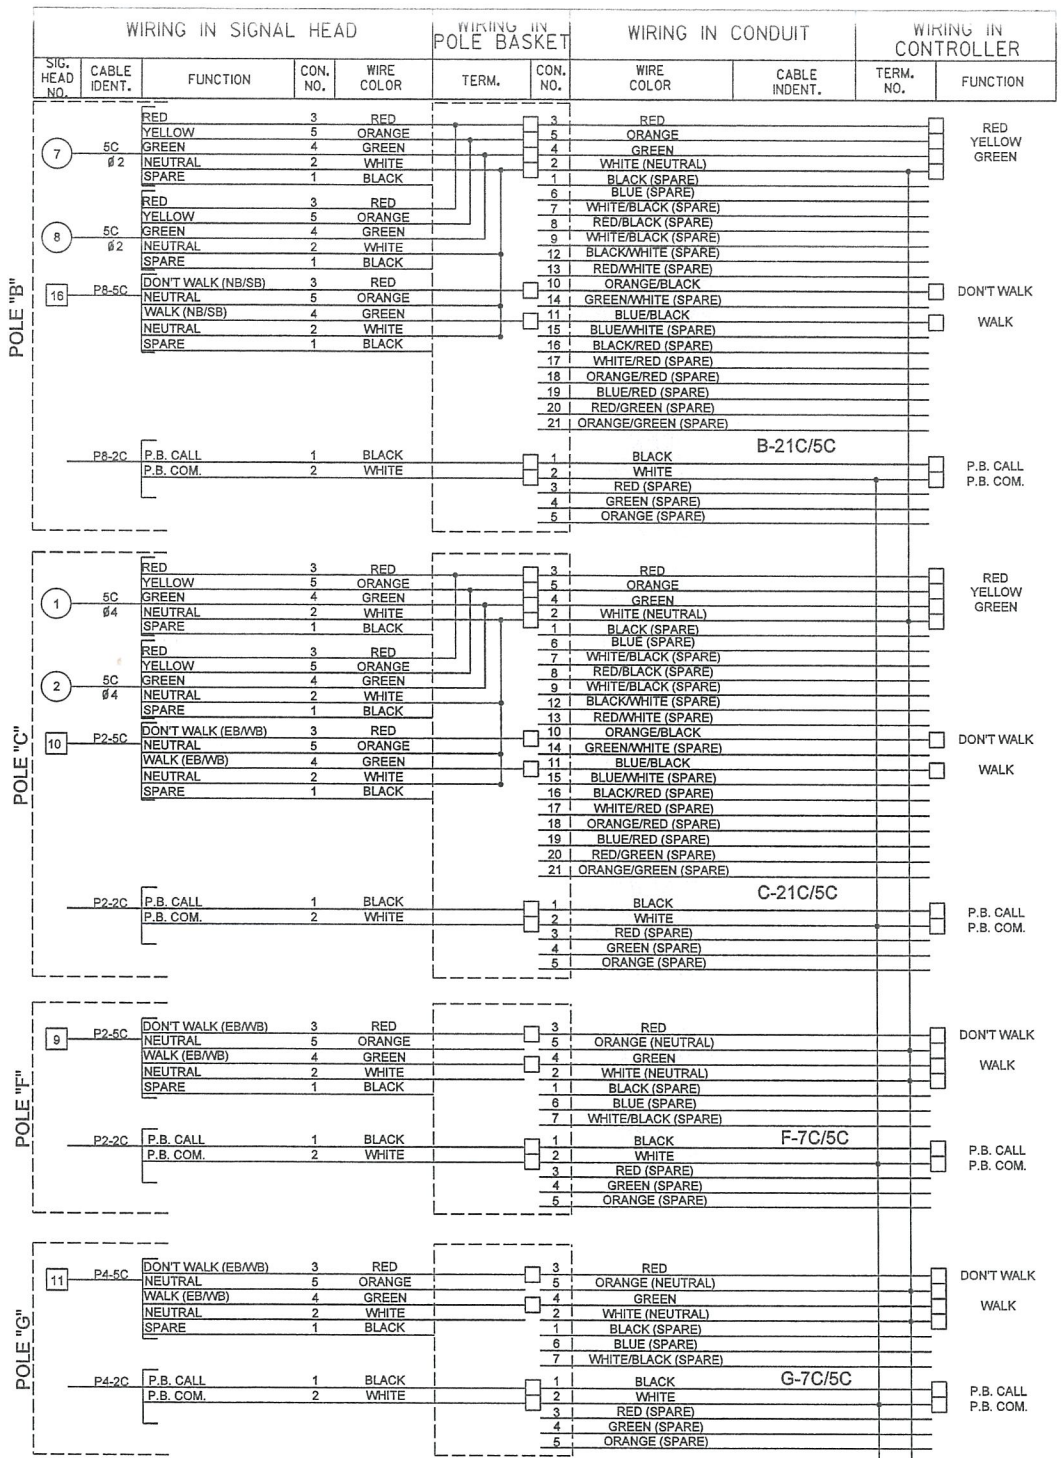 WIRING IN SIGNAL HEAD WIRING IN POLE BASKET WIRING IN CONDUIT WIRING IN CONTROLLER
SIG. HEAD NO. CABLE IDENT. FUNCTION CON. NO. WIRE COLOR TERM. CON. NO. WIRE COLOR CABLE INDENT. TERM. NO. FUNCTION
POLE "B"
RED 3 RED 3 RED RED
YELLOW 5 ORANGE 5 ORANGE YELLOW
7 5C Ø2 GREEN 4 GREEN 4 GREEN GREEN
NEUTRAL 2 WHITE 2 WHITE (NEUTRAL)
SPARE 1 BLACK 1 BLACK (SPARE)
6 BLUE (SPARE)
RED 3 RED 7 WHITE/BLACK (SPARE)
YELLOW 5 ORANGE 8 RED/BLACK (SPARE)
8 5C Ø2 GREEN 4 GREEN 9 WHITE/BLACK (SPARE)
NEUTRAL 2 WHITE 12 BLACK/WHITE (SPARE)
SPARE 1 BLACK 13 RED/WHITE (SPARE)
16 P8-5C DON'T WALK (NB/SB) 3 RED 10 ORANGE/BLACK DON'T WALK
NEUTRAL 5 ORANGE 14 GREEN/WHITE (SPARE)
WALK (NB/SB) 4 GREEN 11 BLUE/BLACK WALK
NEUTRAL 2 WHITE 15 BLUE/WHITE (SPARE)
SPARE 1 BLACK 16 BLACK/RED (SPARE)
17 WHITE/RED (SPARE)
18 ORANGE/RED (SPARE)
19 BLUE/RED (SPARE)
20 RED/GREEN (SPARE)
21 ORANGE/GREEN (SPARE)
B-21C/5C
P8-2C P.B. CALL 1 BLACK 1 BLACK P.B. CALL
P.B. COM. 2 WHITE 2 WHITE P.B. COM.
3 RED (SPARE)
4 GREEN (SPARE)
5 ORANGE (SPARE)
POLE "C"
RED 3 RED 3 RED RED
YELLOW 5 ORANGE 5 ORANGE YELLOW
1 5C Ø4 GREEN 4 GREEN 4 GREEN GREEN
NEUTRAL 2 WHITE 2 WHITE (NEUTRAL)
SPARE 1 BLACK 1 BLACK (SPARE)
6 BLUE (SPARE)
RED 3 RED 7 WHITE/BLACK (SPARE)
YELLOW 5 ORANGE 8 RED/BLACK (SPARE)
2 5C Ø4 GREEN 4 GREEN 9 WHITE/BLACK (SPARE)
NEUTRAL 2 WHITE 12 BLACK/WHITE (SPARE)
SPARE 1 BLACK 13 RED/WHITE (SPARE)
10 P2-5C DON'T WALK (EB/WB) 3 RED 10 ORANGE/BLACK DON'T WALK
NEUTRAL 5 ORANGE 14 GREEN/WHITE (SPARE)
WALK (EB/WB) 4 GREEN 11 BLUE/BLACK WALK
NEUTRAL 2 WHITE 15 BLUE/WHITE (SPARE)
SPARE 1 BLACK 16 BLACK/RED (SPARE)
17 WHITE/RED (SPARE)
18 ORANGE/RED (SPARE)
19 BLUE/RED (SPARE)
20 RED/GREEN (SPARE)
21 ORANGE/GREEN (SPARE)
C-21C/5C
P2-2C P.B. CALL 1 BLACK 1 BLACK P.B. CALL
P.B. COM. 2 WHITE 2 WHITE P.B. COM.
3 RED (SPARE)
4 GREEN (SPARE)
5 ORANGE (SPARE)
POLE "F"
9 P2-5C DON'T WALK (EB/WB) 3 RED 3 RED DON'T WALK
NEUTRAL 5 ORANGE 5 ORANGE (NEUTRAL)
WALK (EB/WB) 4 GREEN 4 GREEN WALK
NEUTRAL 2 WHITE 2 WHITE (NEUTRAL)
SPARE 1 BLACK 1 BLACK (SPARE)
6 BLUE (SPARE)
7 WHITE/BLACK (SPARE)
F-7C/5C
P2-2C P.B. CALL 1 BLACK 1 BLACK P.B. CALL
P.B. COM. 2 WHITE 2 WHITE P.B. COM.
3 RED (SPARE)
4 GREEN (SPARE)
5 ORANGE (SPARE)
POLE "G"
11 P4-5C DON'T WALK (EB/WB) 3 RED 3 RED DON'T WALK
NEUTRAL 5 ORANGE 5 ORANGE (NEUTRAL)
WALK (EB/WB) 4 GREEN 4 GREEN WALK
NEUTRAL 2 WHITE 2 WHITE (NEUTRAL)
SPARE 1 BLACK 1 BLACK (SPARE)
6 BLUE (SPARE)
7 WHITE/BLACK (SPARE)
G-7C/5C
P4-2C P.B. CALL 1 BLACK 1 BLACK P.B. CALL
P.B. COM. 2 WHITE 2 WHITE P.B. COM.
3 RED (SPARE)
4 GREEN (SPARE)
5 ORANGE (SPARE)